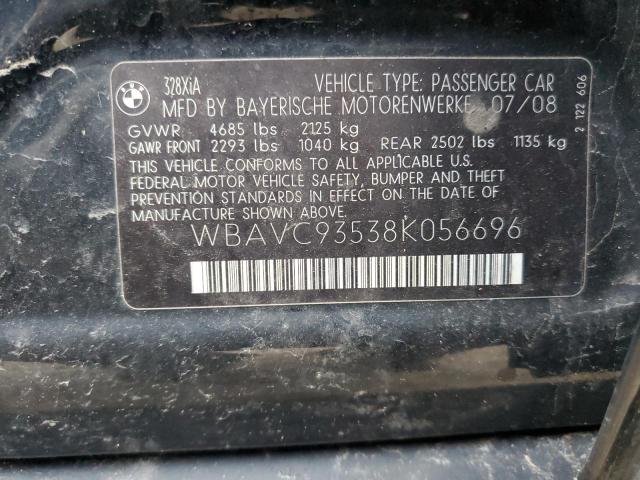 BMW
328XiA
VEHICLE TYPE: PASSENGER CAR
MFD BY BAYERISCHE MOTORENWERKE 07/08
GVWR 4685 lbs 2125 kg
GAWR FRONT 2293 lbs 1040 kg REAR 2502 lbs 1135 kg
THIS VEHICLE CONFORMS TO ALL APPLICABLE U.S.
FEDERAL MOTOR VEHICLE SAFETY, BUMPER AND THEFT
PREVENTION STANDARDS IN EFFECT ON THE DATE OF
MANUFACTURE SHOWN ABOVE.
WBAVC93538K056696
2 122 606